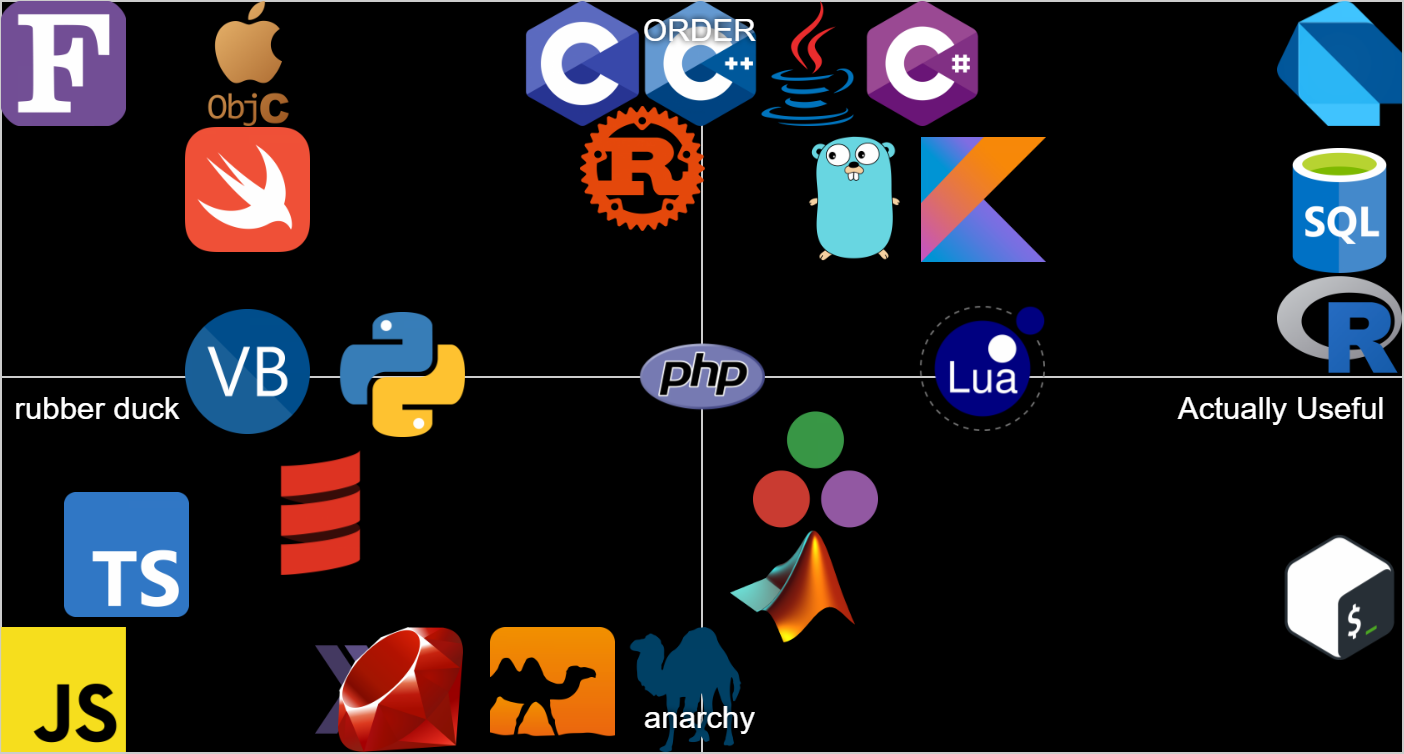 F
ObjC
C
ORDER
C++
C#
R
SQL
R
VB
php
Lua
rubber duck
Actually Useful
TS
$_
JS
anarchy